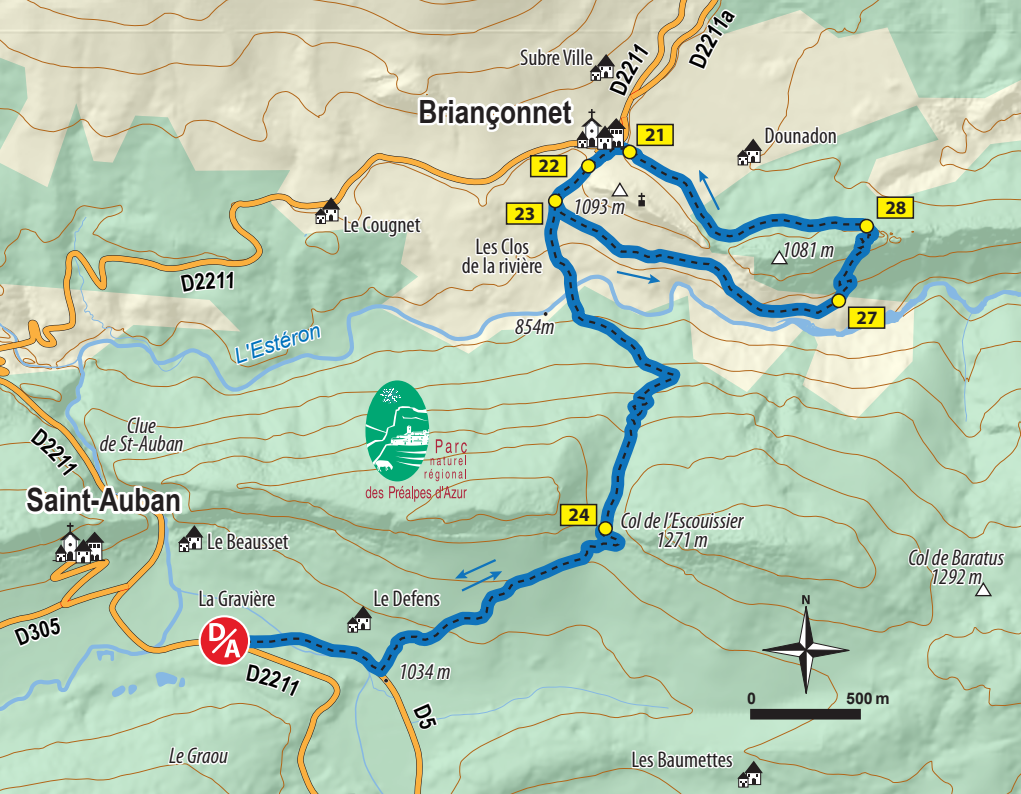 D2211a
D2211
Subre Ville
Briançonnet
21
Dounadon
22
23
1093 m
28
Le Cougnet
Les Clos
de la rivière
1081 m
D2211
27
854m
L'Estéron
Clue
de St-Auban
D2211
Parc
naturel
régional
des Préalpes d'Azur
Saint-Auban
24
Col de l'Escouissier
1271 m
Le Beausset
Col de Baratus
1292 m
La Gravière
Le Defens
D305
D/A
N
1034 m
D2211
0 500 m
D5
Le Graou
Les Baumettes